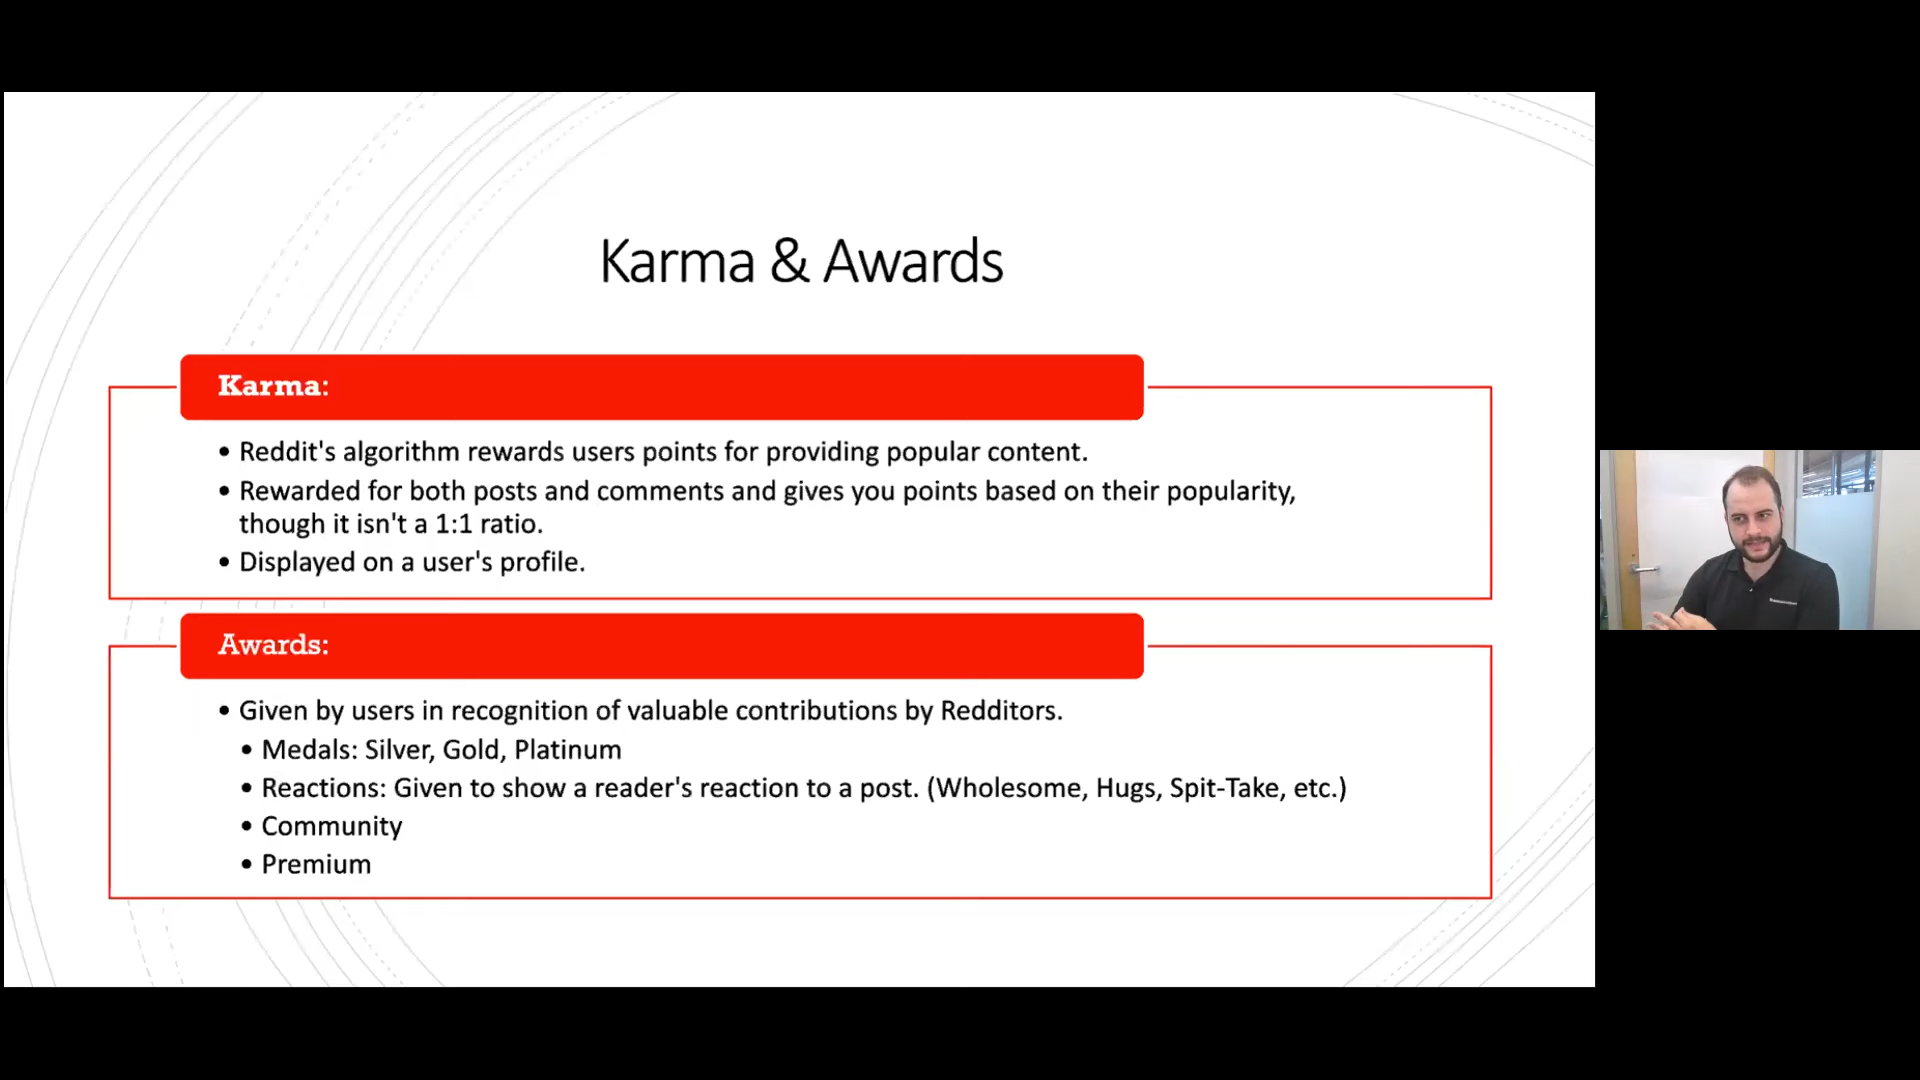 Karma & Awards
Karma:
• Reddit's algorithm rewards users points for providing popular content.
• Rewarded for both posts and comments and gives you points based on their popularity,
though it isn't a 1:1 ratio.
• Displayed on a user's profile.
Awards:
• Given by users in recognition of valuable contributions by Redditors.
• Medals: Silver, Gold, Platinum
• Reactions: Given to show a reader's reaction to a post. (Wholesome, Hugs, Spit-Take, etc.)
• Community
• Premium